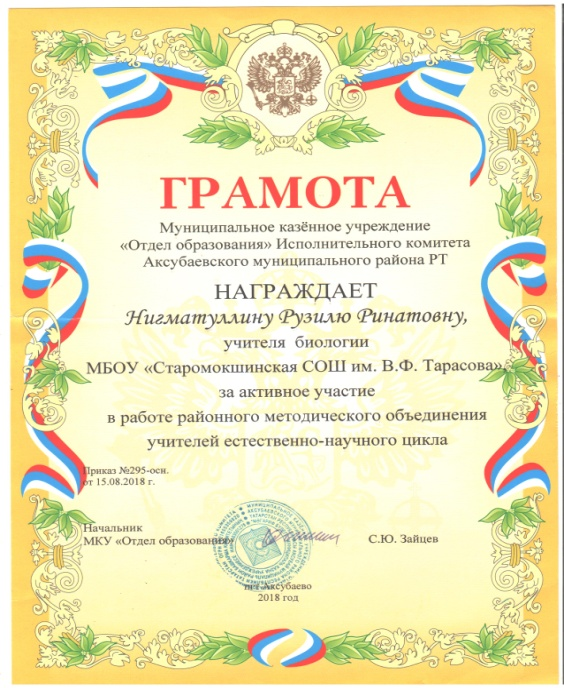 ГРАМОТА
Муниципальное казённое учреждение
«Отдел образования» Исполнительного комитета
Аксубаевского муниципального района РТ
НАГРАЖДАЕТ
Нигматуллину Рузилю Ринатовну,
учителя биологии
МБОУ «Старомокшинская СОШ им. В.Ф. Тарасова»
за активное участие
в работе районного методического объединения
учителей естественно-научного цикла
Приказ №295-осн.
от 15.08.2018 г.
Начальник
МКУ «Отдел образования» С.Ю. Зайцев
пгт Аксубаево
2018 год